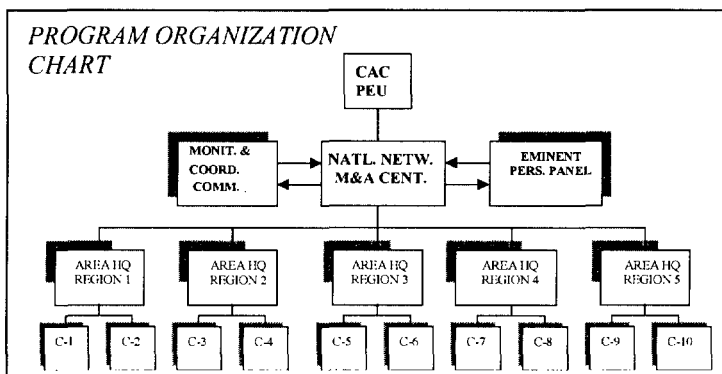 PROGRAM ORGANIZATION
CHART
CAC
PEU
MONIT. &
COORD.
COMM.
NATL. NETW.
M&A CENT.
EMINENT
PERS. PANEL
AREA HQ
REGION 1
AREA HQ
REGION 2
AREA HQ
REGION 3
AREA HQ
REGION 4
AREA HQ
REGION 5
C-1
C-2
C-3
C-4
C-5
C-6
C-7
C-8
C-9
C-10